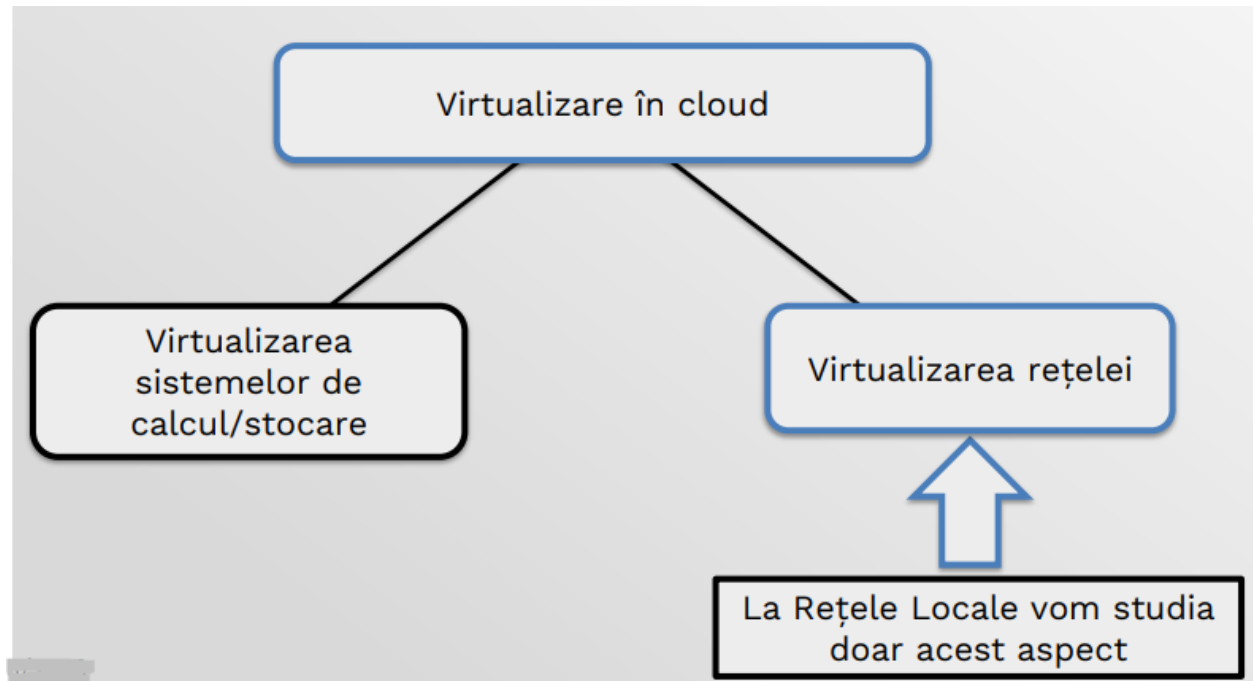 Virtualizare în cloud
Virtualizarea
sistemelor de
calcul/stocare
Virtualizarea rețelei
La Rețele Locale vom studia
doar acest aspect